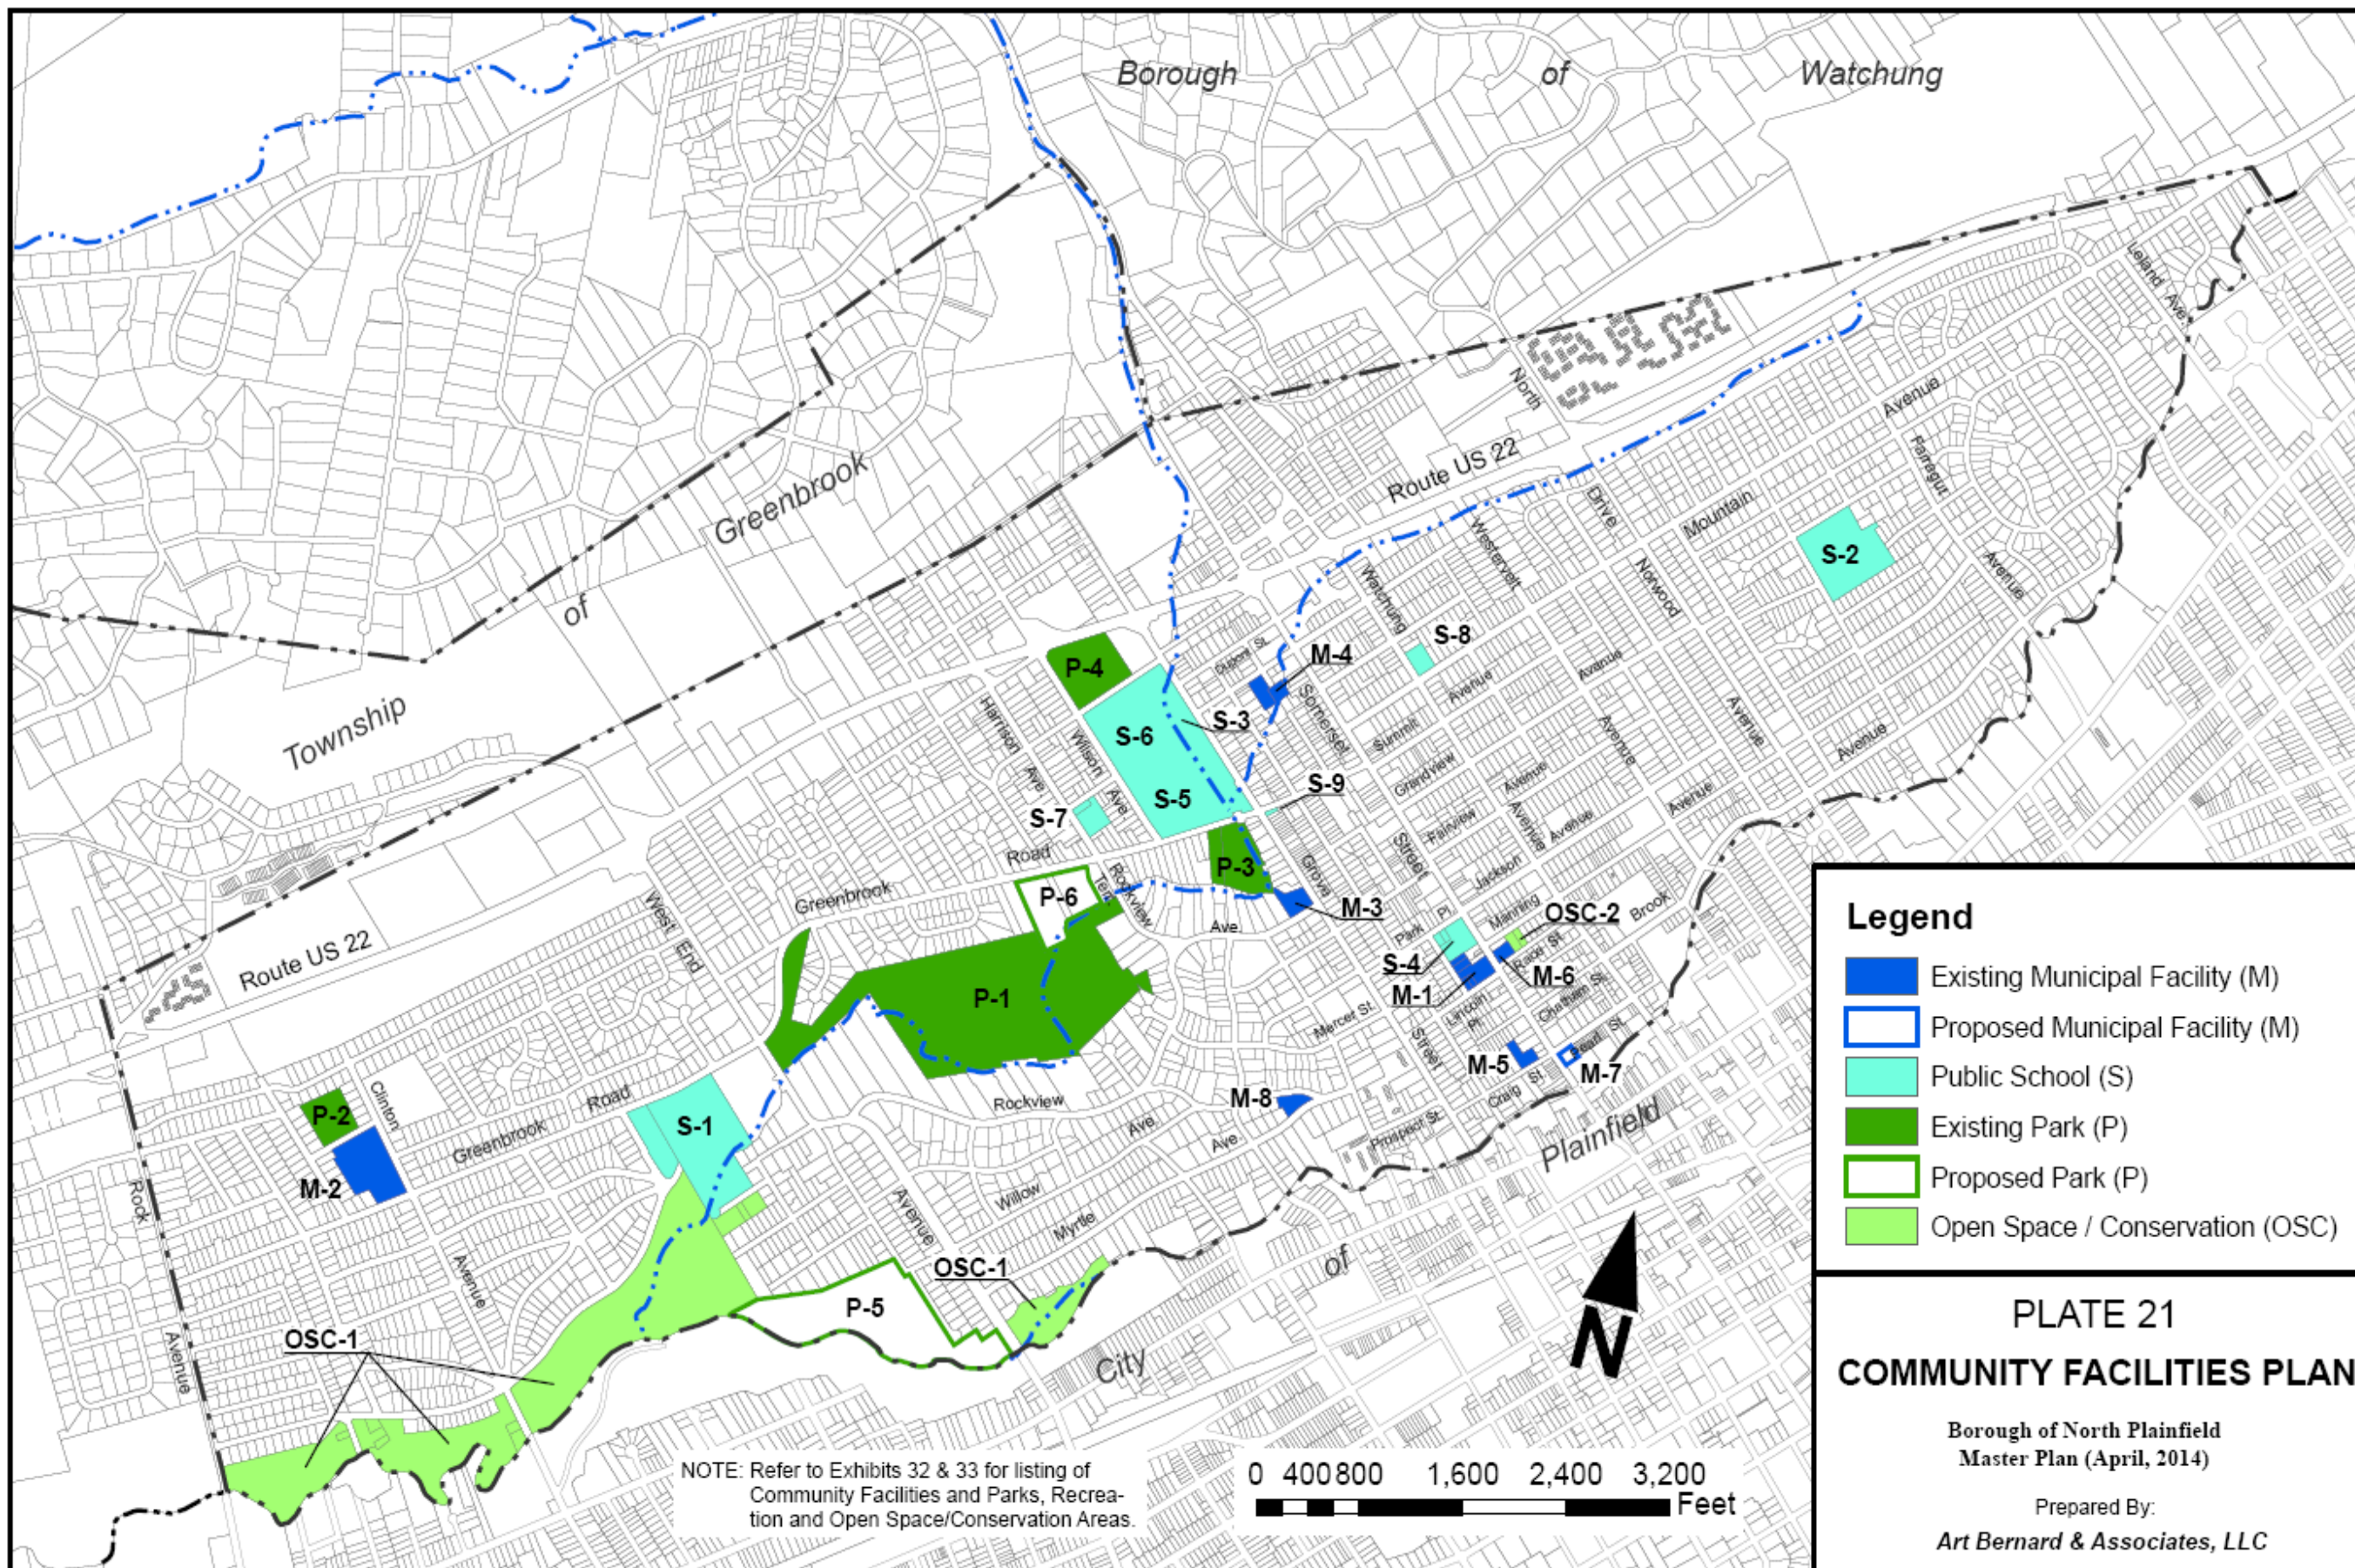 Borough of Watchung
Leland Ave.
North
Avenue
Route US 22
Farragut
Greenbrook
Drive
Mountain
Westervelt
S-2
of
Watchung
Norwood
Avenue
Dupont St.
S-8
M-4
P-4
Avenue
Avenue
Township
Harrison
S-3
Somerset
S-6
Wilson
Summit
Avenue
Avenue
Avenue
Ave.
S-9
Grandview
Avenue
S-5
Ave.
Avenue
S-7
Fairview
Avenue
Avenue
Road
Street
P-3
Grove
Jackson
Greenbrook
P-6
Terr.
Rockview
West End
M-3
Pl.
Manning
OSC-2
Brook
Ave.
Park
Race St.
Route US 22
S-4
M-6
P-1
M-1
Lincoln
Pl.
Chatham St.
Mercer St.
Street
Pearl St.
M-5
M-7
Clinton
Road
Rockview
M-8
Craig St.
P-2
S-1
Ave.
Ave.
Prospect St.
Plainfield
Greenbrook
M-2
Rock
Willow
Avenue
Myrtle
Avenue
OSC-1
of
P-5
OSC-1
Avenue
City
N
NOTE: Refer to Exhibits 32 & 33 for listing of
Community Facilities and Parks, Recrea-
tion and Open Space/Conservation Areas.
0 400 800 1,600 2,400 3,200
Feet
Legend
Existing Municipal Facility (M)
Proposed Municipal Facility (M)
Public School (S)
Existing Park (P)
Proposed Park (P)
Open Space / Conservation (OSC)
PLATE 21
COMMUNITY FACILITIES PLAN
Borough of North Plainfield
Master Plan (April, 2014)
Prepared By:
Art Bernard & Associates, LLC